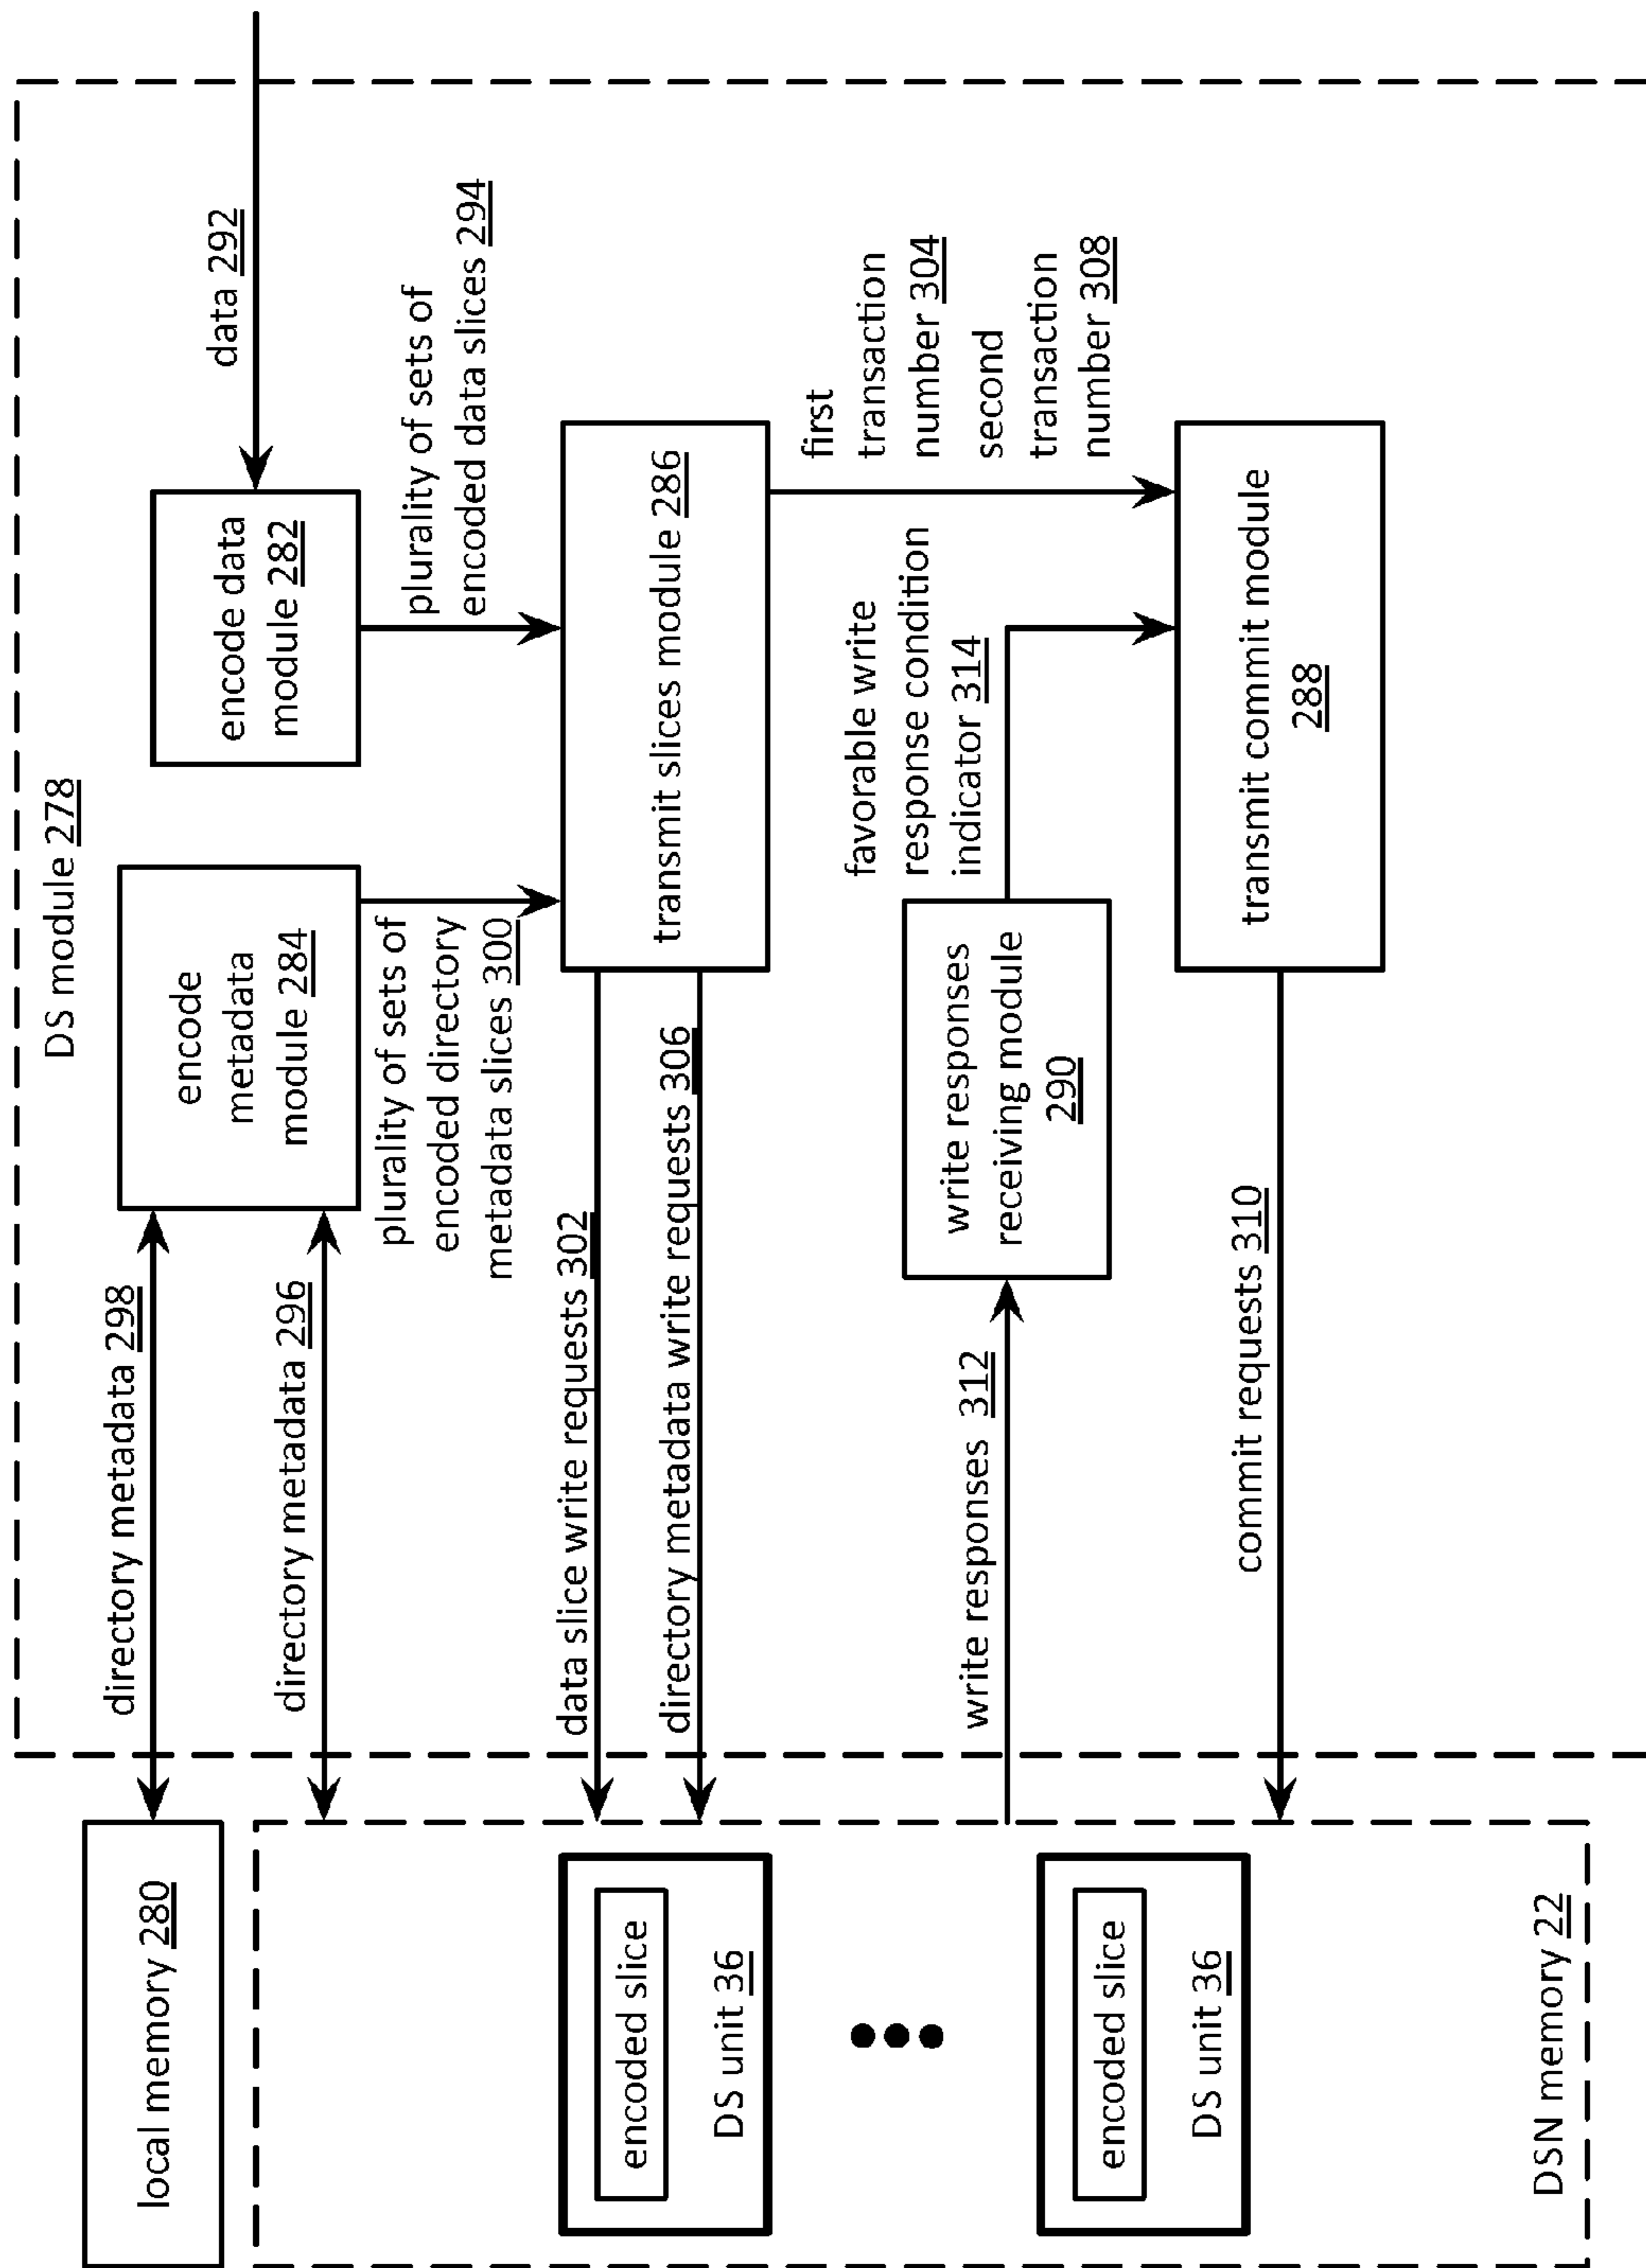 DS module 278
local memory 280
directory metadata 298
encode
metadata
module 284
encode data
module 282
data 292
directory metadata 296
plurality of sets of
encoded directory
metadata slices 300
plurality of sets of
encoded data slices 294
data slice write requests 302
directory metadata write requests 306
transmit slices module 286
encoded slice
DS unit 36
first
transaction
number 304
second
transaction
number 308
favorable write
response condition
indicator 314
write responses 312
write responses
receiving module
290
encoded slice
DS unit 36
commit requests 310
transmit commit module
288
DSN memory 22